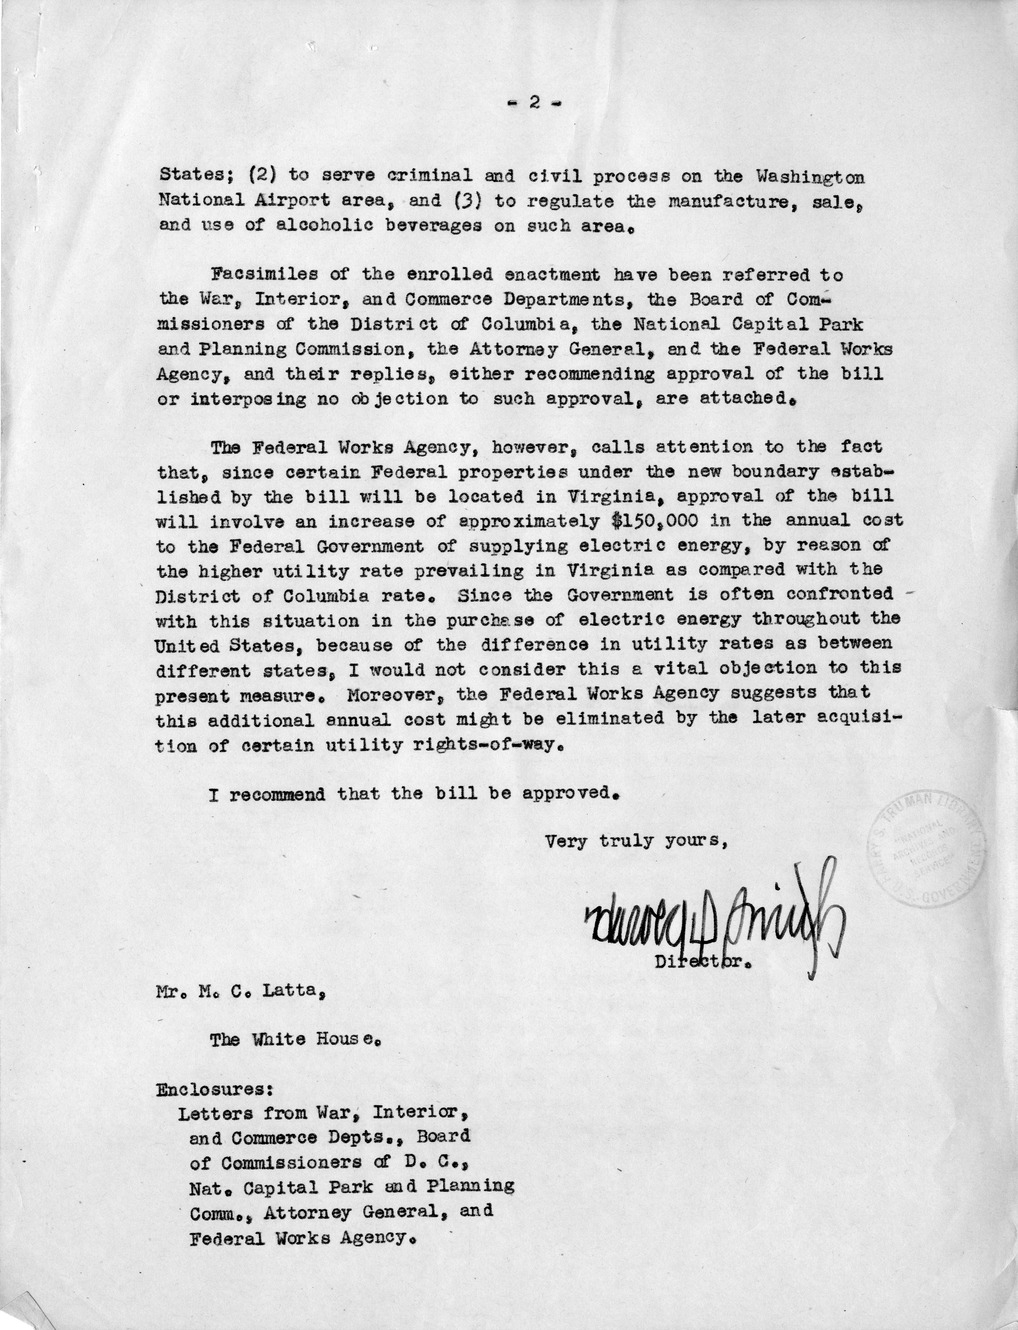 - 2 -
States; (2) to serve criminal and civil process on the Washington
National Airport area, and (3) to regulate the manufacture, sale,
and use of alcoholic beverages on such area.
Facsimiles of the enrolled enactment have been referred to
the War, Interior, and Commerce Departments, the Board of Com-
missioners of the District of Columbia, the National Capital Park
and Planning Commission, the Attorney General, and the Federal Works
Agency, and their replies, either recommending approval of the bill
or interposing no objection to such approval, are attached.
The Federal Works Agency, however, calls attention to the fact
that, since certain Federal properties under the new boundary estab-
lished by the bill will be located in Virginia, approval of the bill
will involve an increase of approximately $150,000 in the annual cost
to the Federal Government of supplying electric energy, by reason of
the higher utility rate prevailing in Virginia as compared with the
District of Columbia rate. Since the Government is often confronted
with this situation in the purchase of electric energy throughout the
United States, because of the difference in utility rates as between
different states, I would not consider this a vital objection to this
present measure. Moreover, the Federal Works Agency suggests that
this additional annual cost might be eliminated by the later acquisi-
tion of certain utility rights-of-way.
I recommend that the bill be approved.
Very truly yours,
Harold D Smith
Director.
HARRY S. TRUMAN LIBRARY
NATIONAL
ARCHIVES AND
RECORDS
SERVICE
U.S. GOVERNMENT
Mr. M. C. Latta,
The White House.
Enclosures:
Letters from War, Interior,
and Commerce Depts., Board
of Commissioners of D. C.,
Nat. Capital Park and Planning
Comm., Attorney General, and
Federal Works Agency.